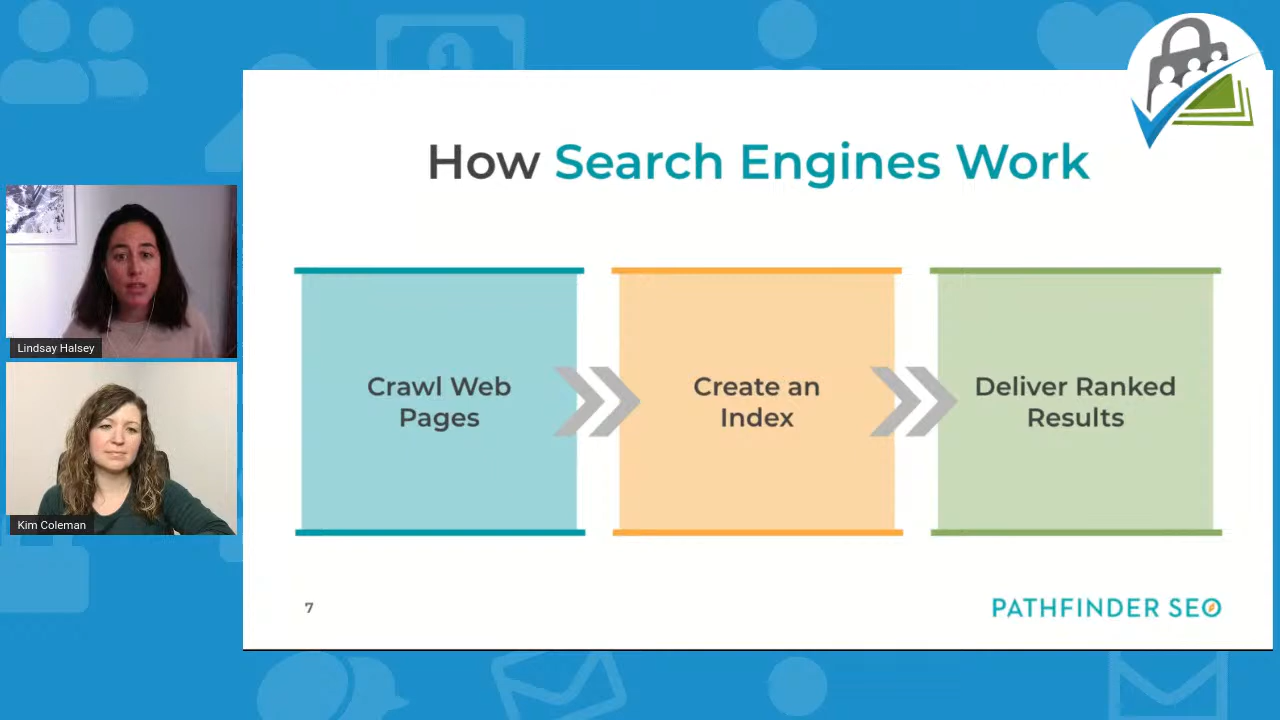 How Search Engines Work
Lindsay Halsey
Kim Coleman
Crawl Web
Pages
Create an
Index
Deliver Ranked
Results
7
PATHFINDER SEO